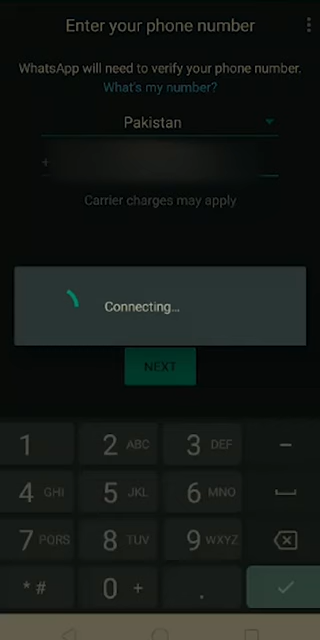 Enter your phone number
WhatsApp will need to verify your phone number.
What's my number?
Pakistan
+
Carrier charges may apply
Connecting...
NEXT
1 2 ABC 3 DEF -
4 GHI 5 JKL 6 MNO
7 PQRS 8 TUV 9 WXYZ
* # 0 + .